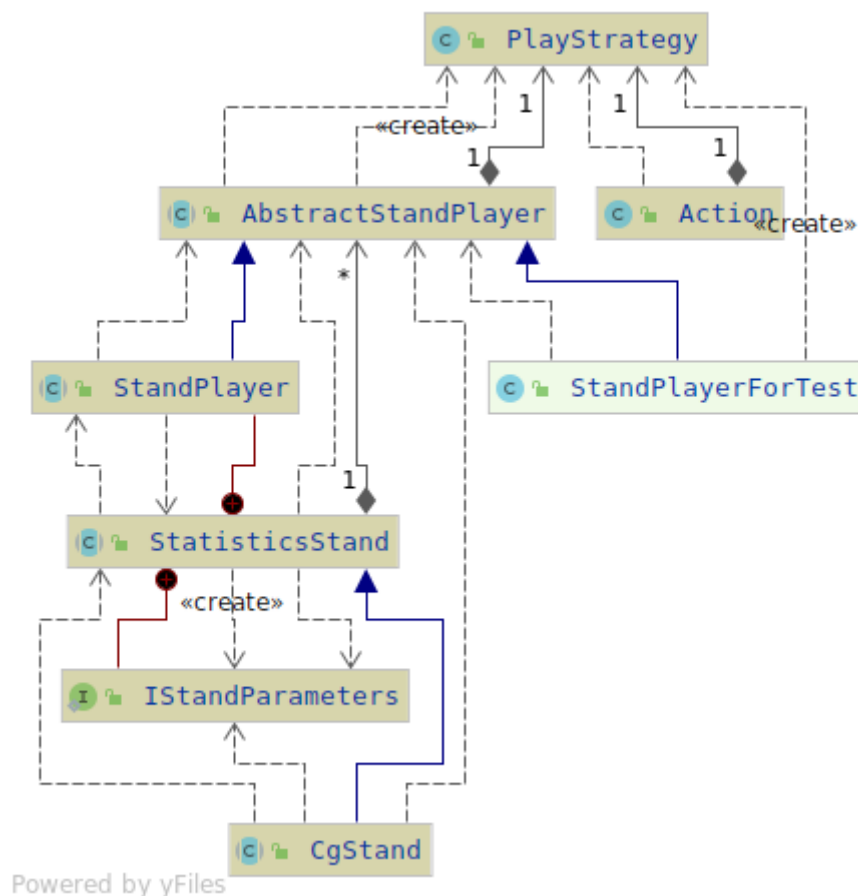 C PlayStrategy
1 1
«create»
1 1
C AbstractStandPlayer C Action
«create»
*
C StandPlayer C StandPlayerForTest
1
C StatisticsStand
«create»
I IStandParameters
C CgStand
Powered by yFiles